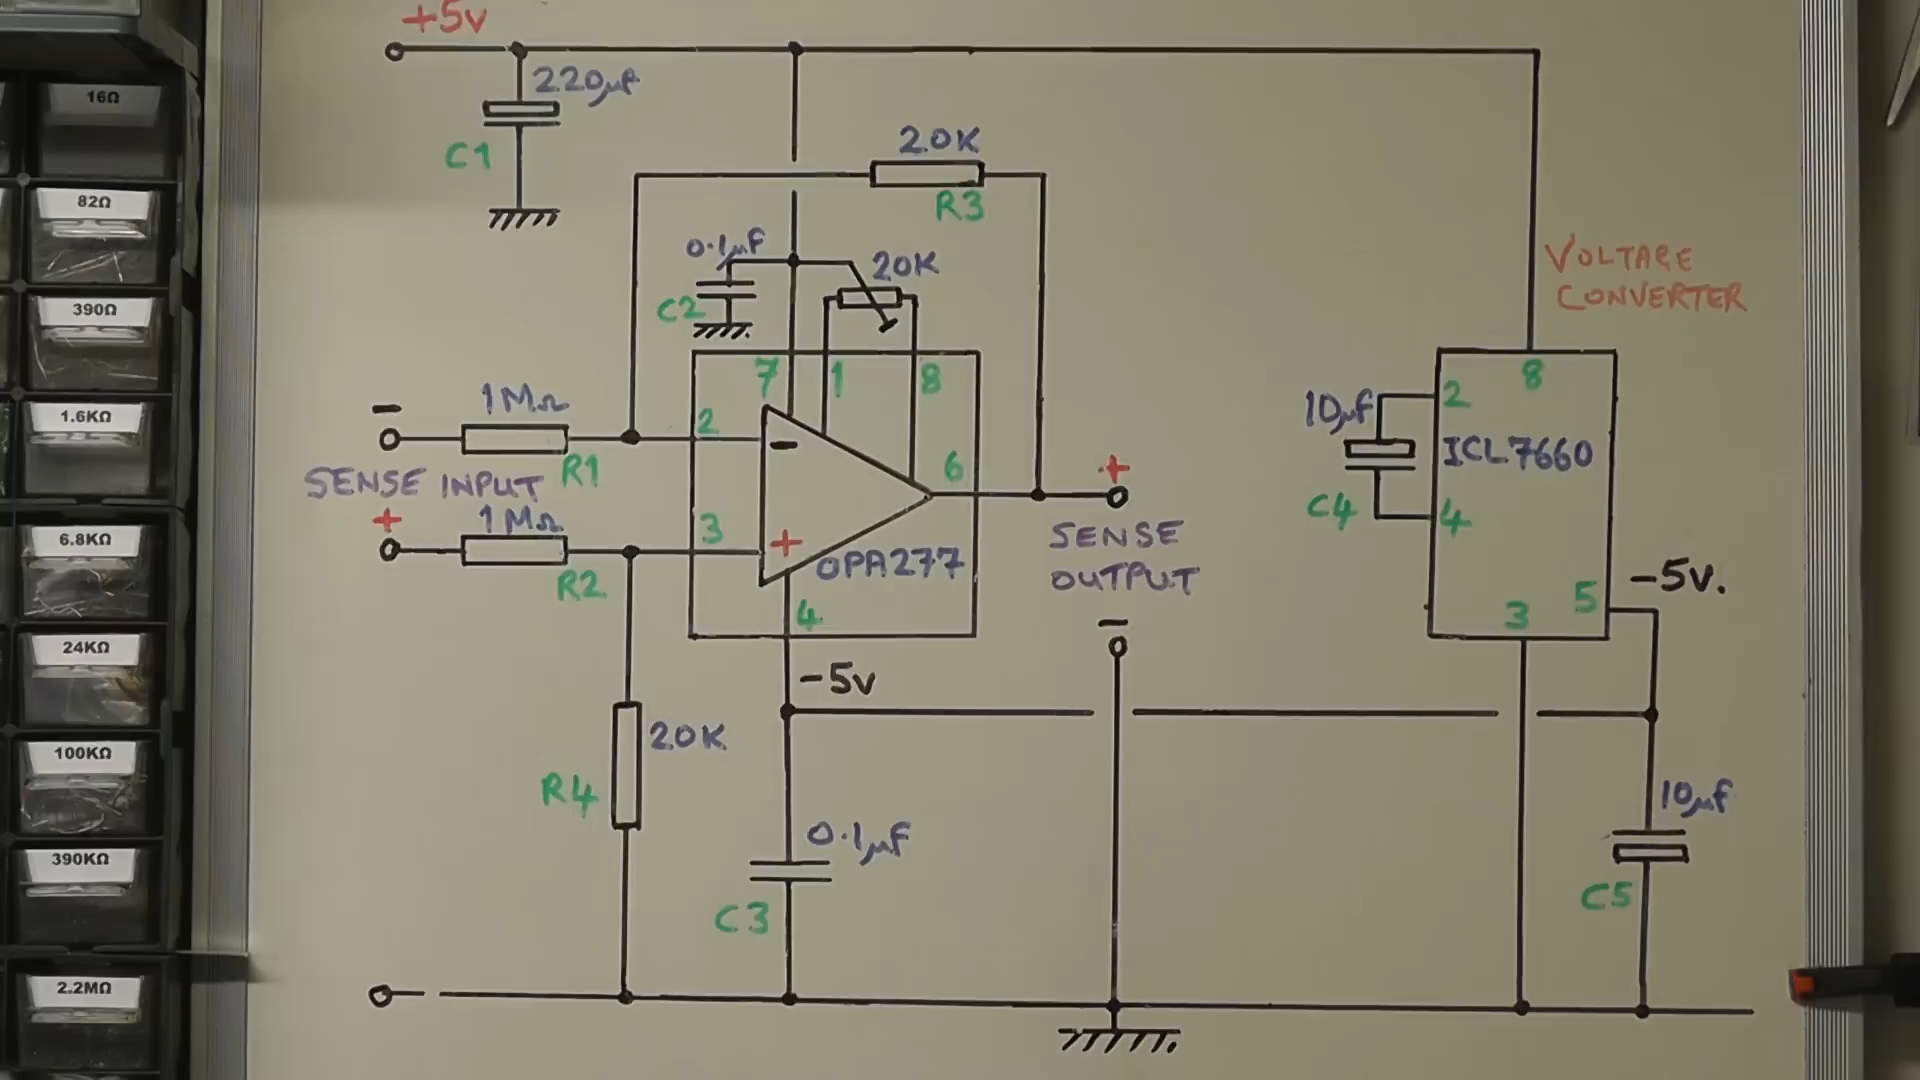 +5v
220µf
C1
20K
R3
0.1µF
C2
20K
VOLTAGE
CONVERTER
7
1
8
8
-
1MΩ
2
-
R1
2
10µf
ICL7660
6
+
C4
4
SENSE INPUT
+
1MΩ
3
+
OPA277
SENSE
OUTPUT
R2
4
-
3
5
-5v.
-5v
20K
R4
0.1µf
C3
10µf
C5
16Ω
82Ω
390Ω
1.6KΩ
6.8KΩ
24KΩ
100KΩ
390KΩ
2.2MΩ